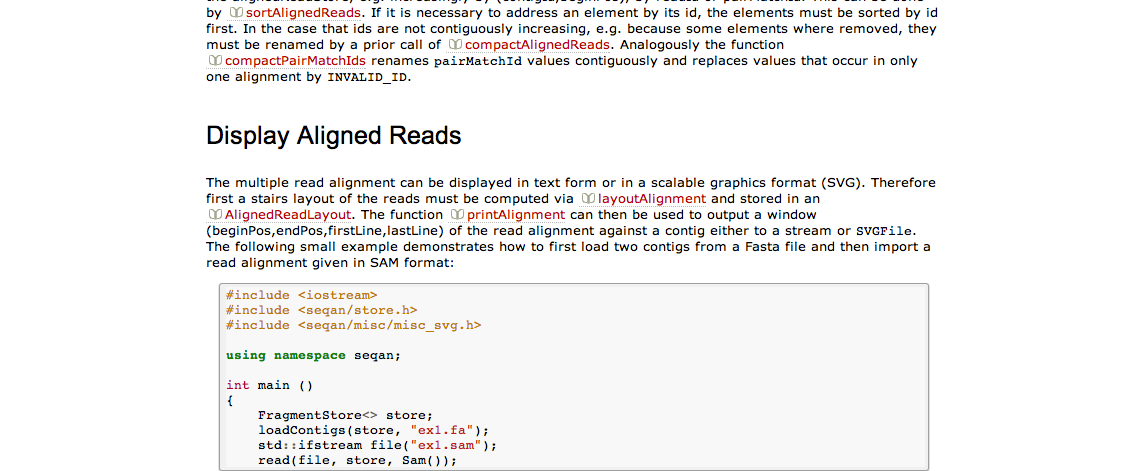 by sortAlignedReads. If it is necessary to address an element by its id, the elements must be sorted by id
first. In the case that ids are not contiguously increasing, e.g. because some elements where removed, they
must be renamed by a prior call of compactAlignedReads. Analogously the function
compactPairMatchIds renames pairMatchId values contiguously and replaces values that occur in only
one alignment by INVALID_ID.
Display Aligned Reads
The multiple read alignment can be displayed in text form or in a scalable graphics format (SVG). Therefore
first a stairs layout of the reads must be computed via layoutAlignment and stored in an
AlignedReadLayout. The function printAlignment can then be used to output a window
(beginPos,endPos,firstLine,lastLine) of the read alignment against a contig either to a stream or SVGFile.
The following small example demonstrates how to first load two contigs from a Fasta file and then import a
read alignment given in SAM format:
#include <iostream>
#include <seqan/store.h>
#include <seqan/misc/misc_svg.h>
using namespace seqan;
int main ()
{
FragmentStore<> store;
loadContigs(store, "ex1.fa");
std::ifstream file("ex1.sam");
read(file, store, Sam());